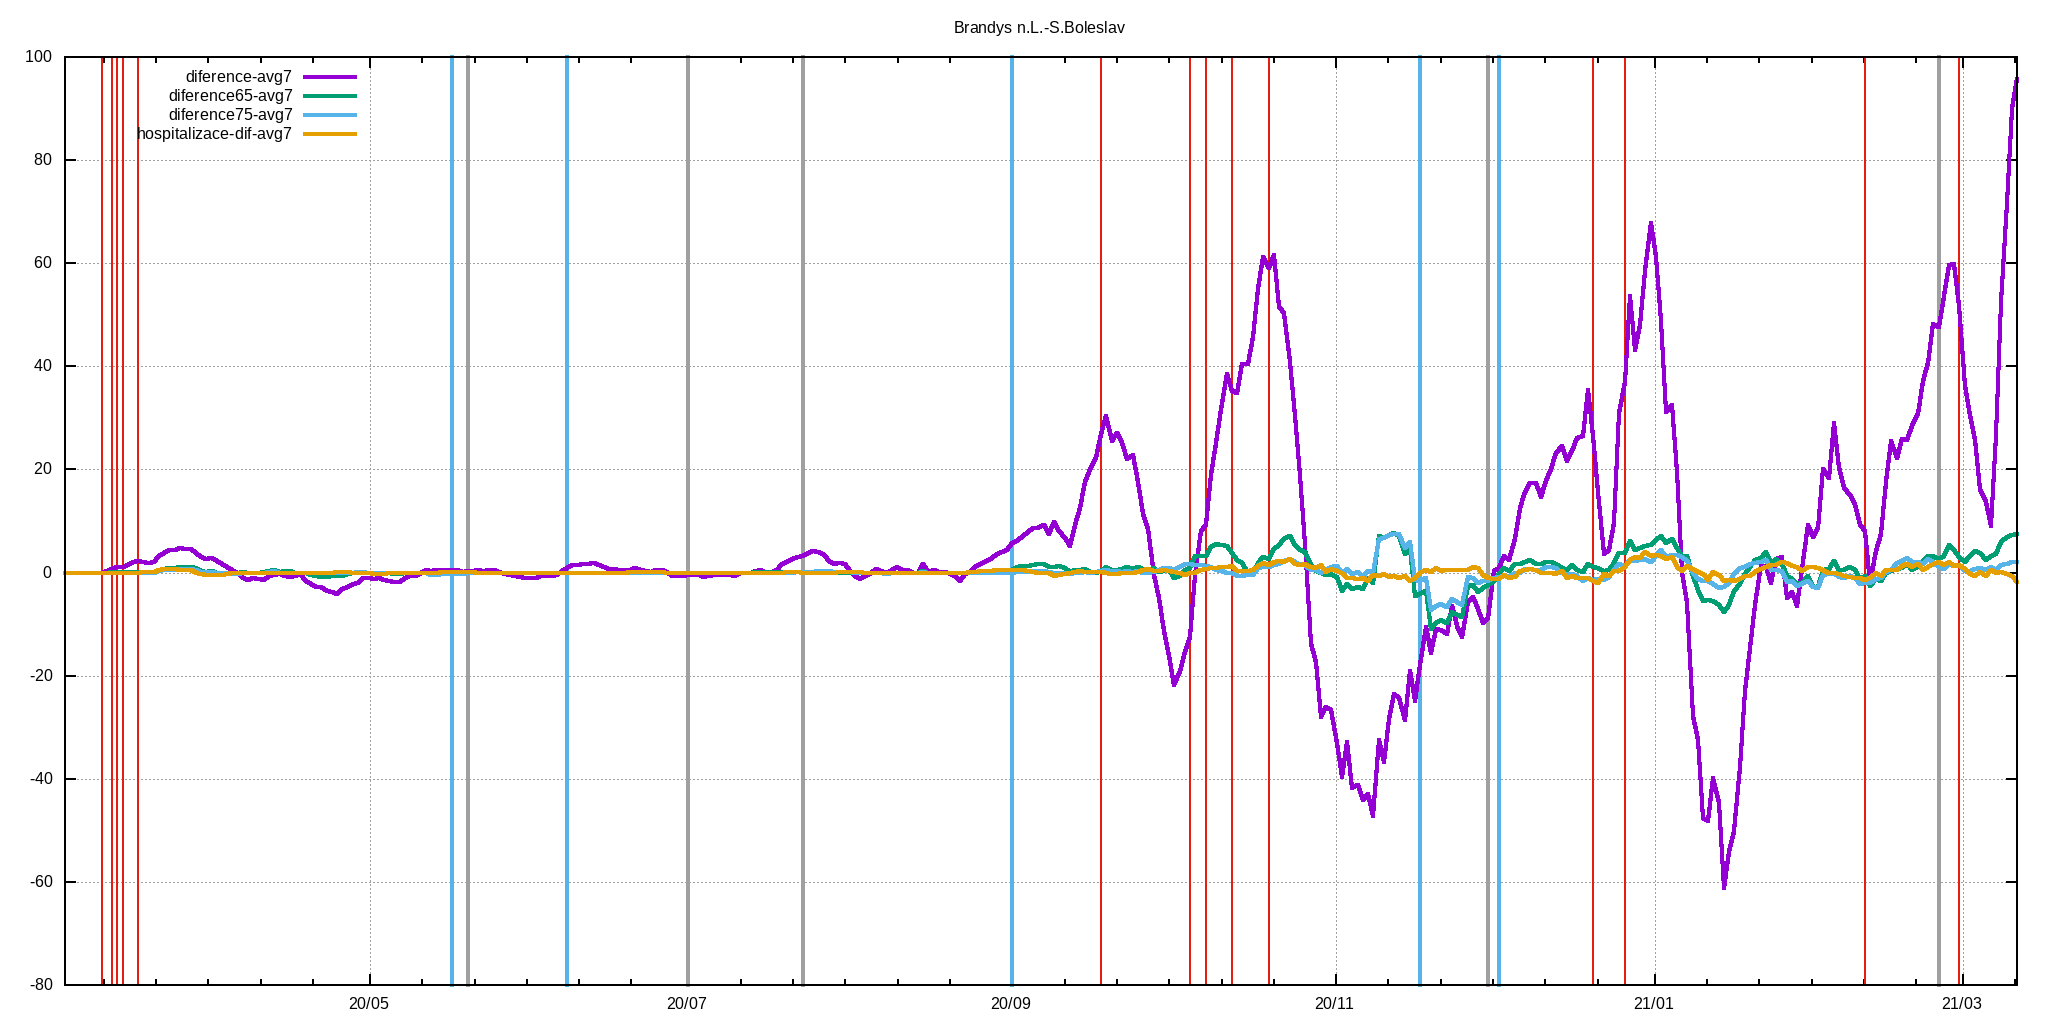 Brandys n.L.-S.Boleslav
diference-avg7
diference65-avg7
diference75-avg7
hospitalizace-dif-avg7
100
80
60
40
20
0
-20
-40
-60
-80
20/05 20/07 20/09 20/11 21/01 21/03